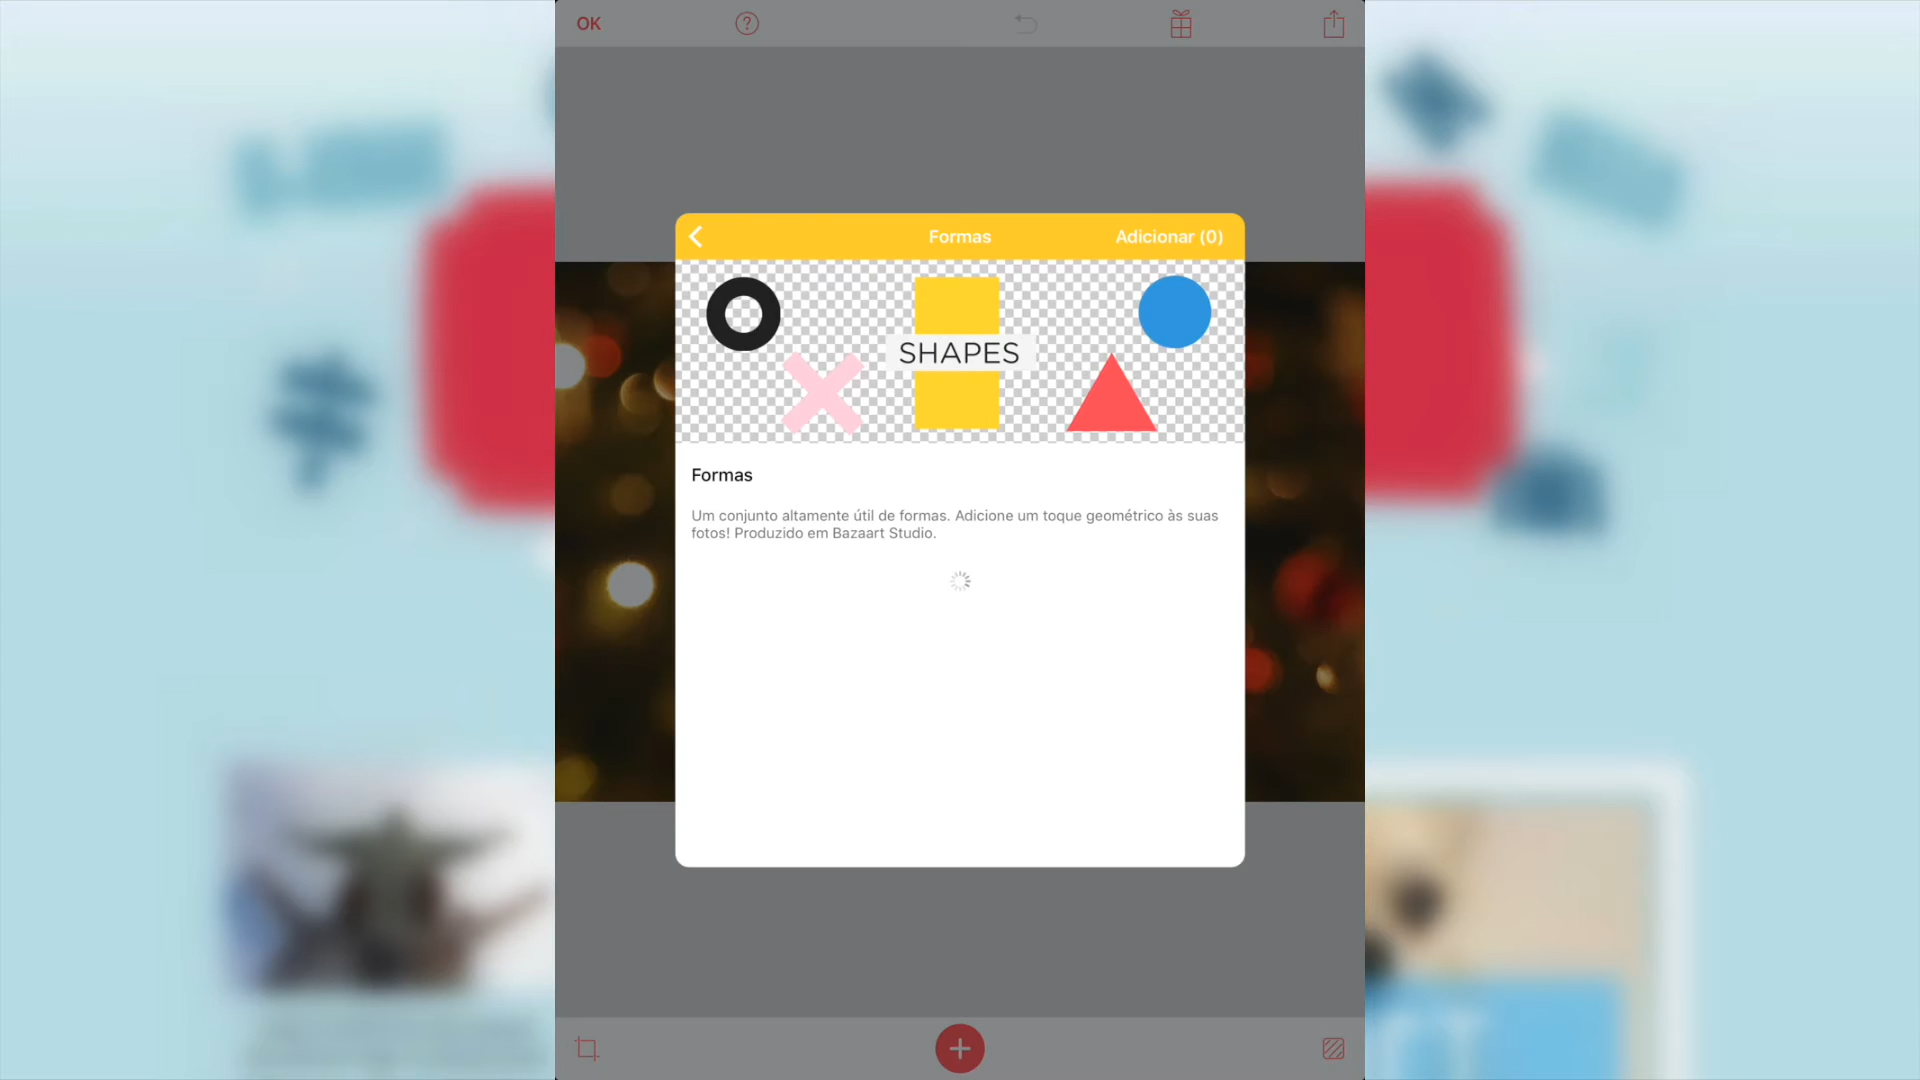 OK
Formas
Adicionar (0)
SHAPES
Formas
Um conjunto altamente útil de formas. Adicione um toque geométrico às suas
fotos! Produzido em Bazaart Studio.